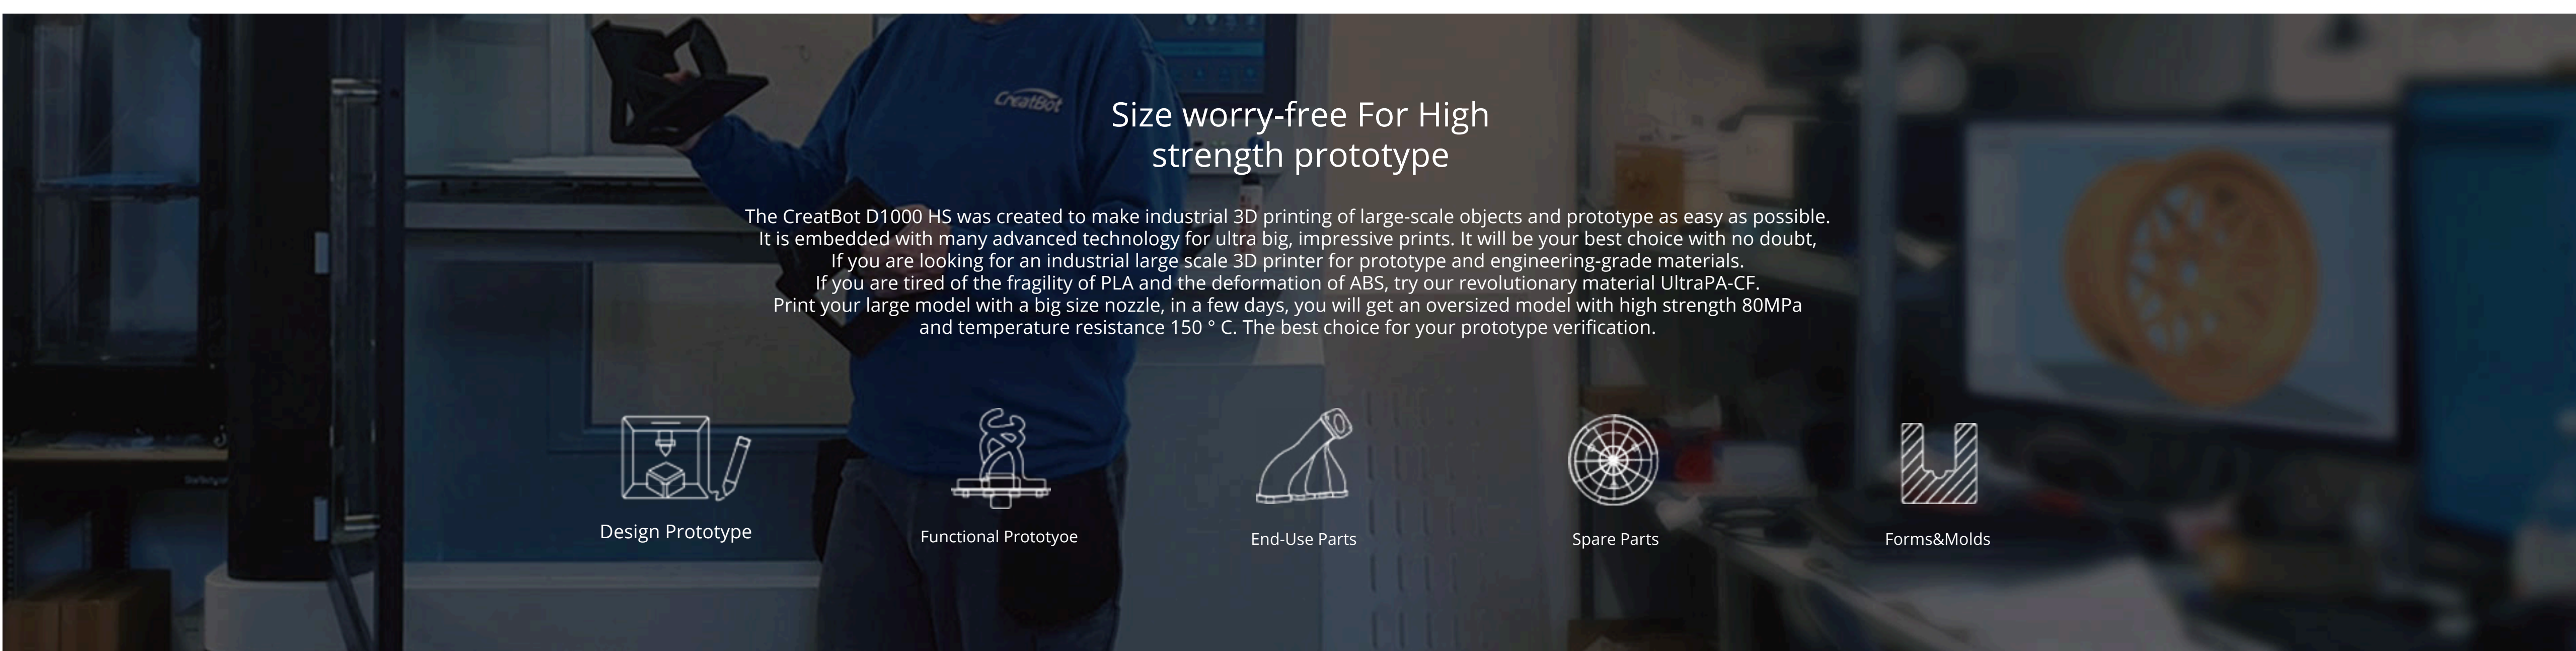 CreatBot
Size worry-free For High
strength prototype
The CreatBot D1000 HS was created to make industrial 3D printing of large-scale objects and prototype as easy as possible.
It is embedded with many advanced technology for ultra big, impressive prints. It will be your best choice with no doubt,
If you are looking for an industrial large scale 3D printer for prototype and engineering-grade materials.
If you are tired of the fragility of PLA and the deformation of ABS, try our revolutionary material UltraPA-CF.
Print your large model with a big size nozzle, in a few days, you will get an oversized model with high strength 80MPa
and temperature resistance 150 ° C. The best choice for your prototype verification.
Design Prototype
Functional Prototyoe
End-Use Parts
Spare Parts
Forms&Molds